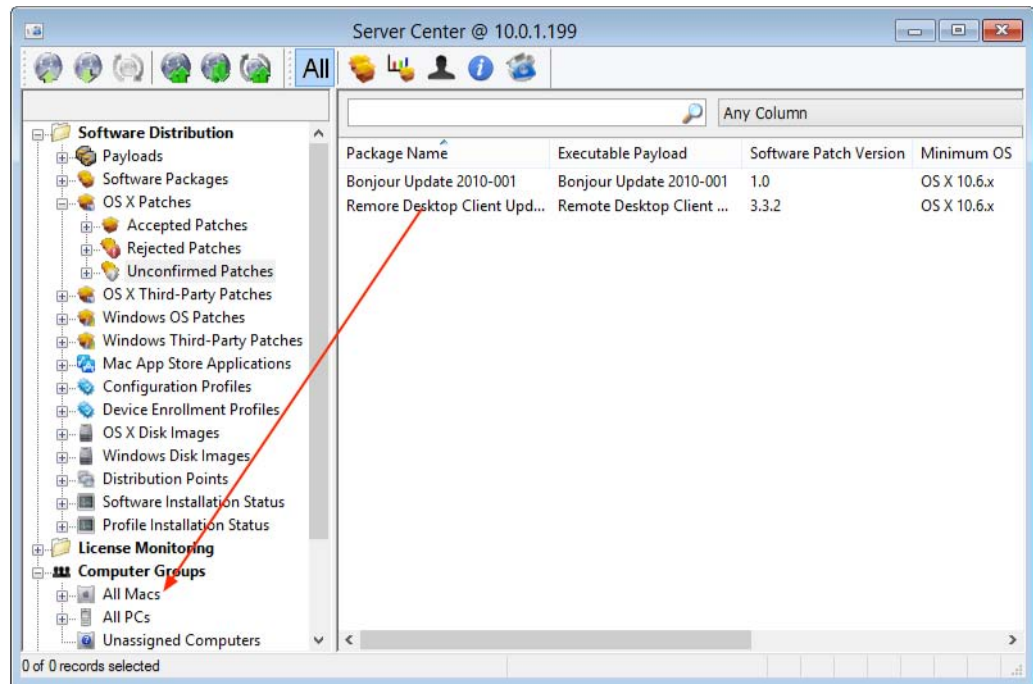 Server Center @ 10.0.1.199
All
Any Column
Software Distribution
Payloads
Software Packages
OS X Patches
Accepted Patches
Rejected Patches
Unconfirmed Patches
OS X Third-Party Patches
Windows OS Patches
Windows Third-Party Patches
Mac App Store Applications
Configuration Profiles
Device Enrollment Profiles
OS X Disk Images
Windows Disk Images
Distribution Points
Software Installation Status
Profile Installation Status
License Monitoring
Computer Groups
All Macs
All PCs
Unassigned Computers
Package Name Executable Payload Software Patch Version Minimum OS
Bonjour Update 2010-001 Bonjour Update 2010-001 1.0 OS X 10.6.x
Remore Desktop Client Upd... Remote Desktop Client ... 3.3.2 OS X 10.6.x
0 of 0 records selected